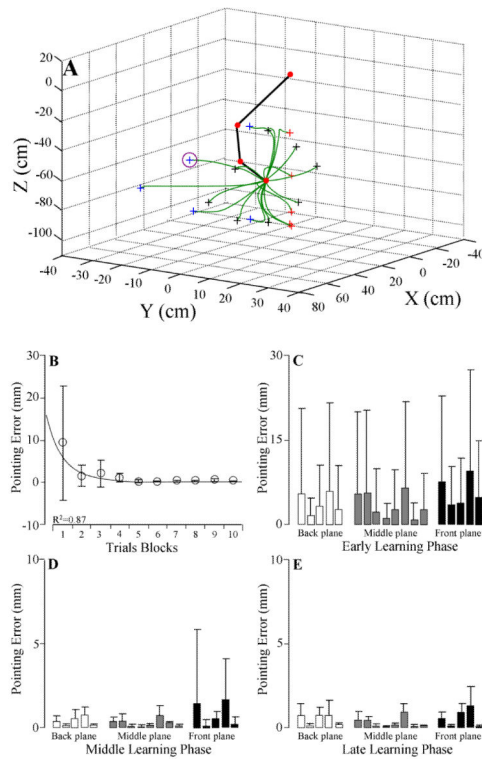 A
20
0
-20
-40
-60
-80
-100
Z (cm)
-40
-30
-20
-10
0
10
20
30
40
Y (cm)
80
60
40
20
0
-20
-40
X (cm)
B
30
20
10
0
-10
Pointing Error (mm)
R²=0.87
1 2 3 4 5 6 7 8 9 10
Trials Blocks
C
30
15
0
Pointing Error (mm)
Back plane Middle plane Front plane
Early Learning Phase
D
10
5
0
Pointing Error (mm)
Back plane Middle plane Front plane
Middle Learning Phase
E
10
5
0
Pointing Error (mm)
Back plane Middle plane Front plane
Late Learning Phase